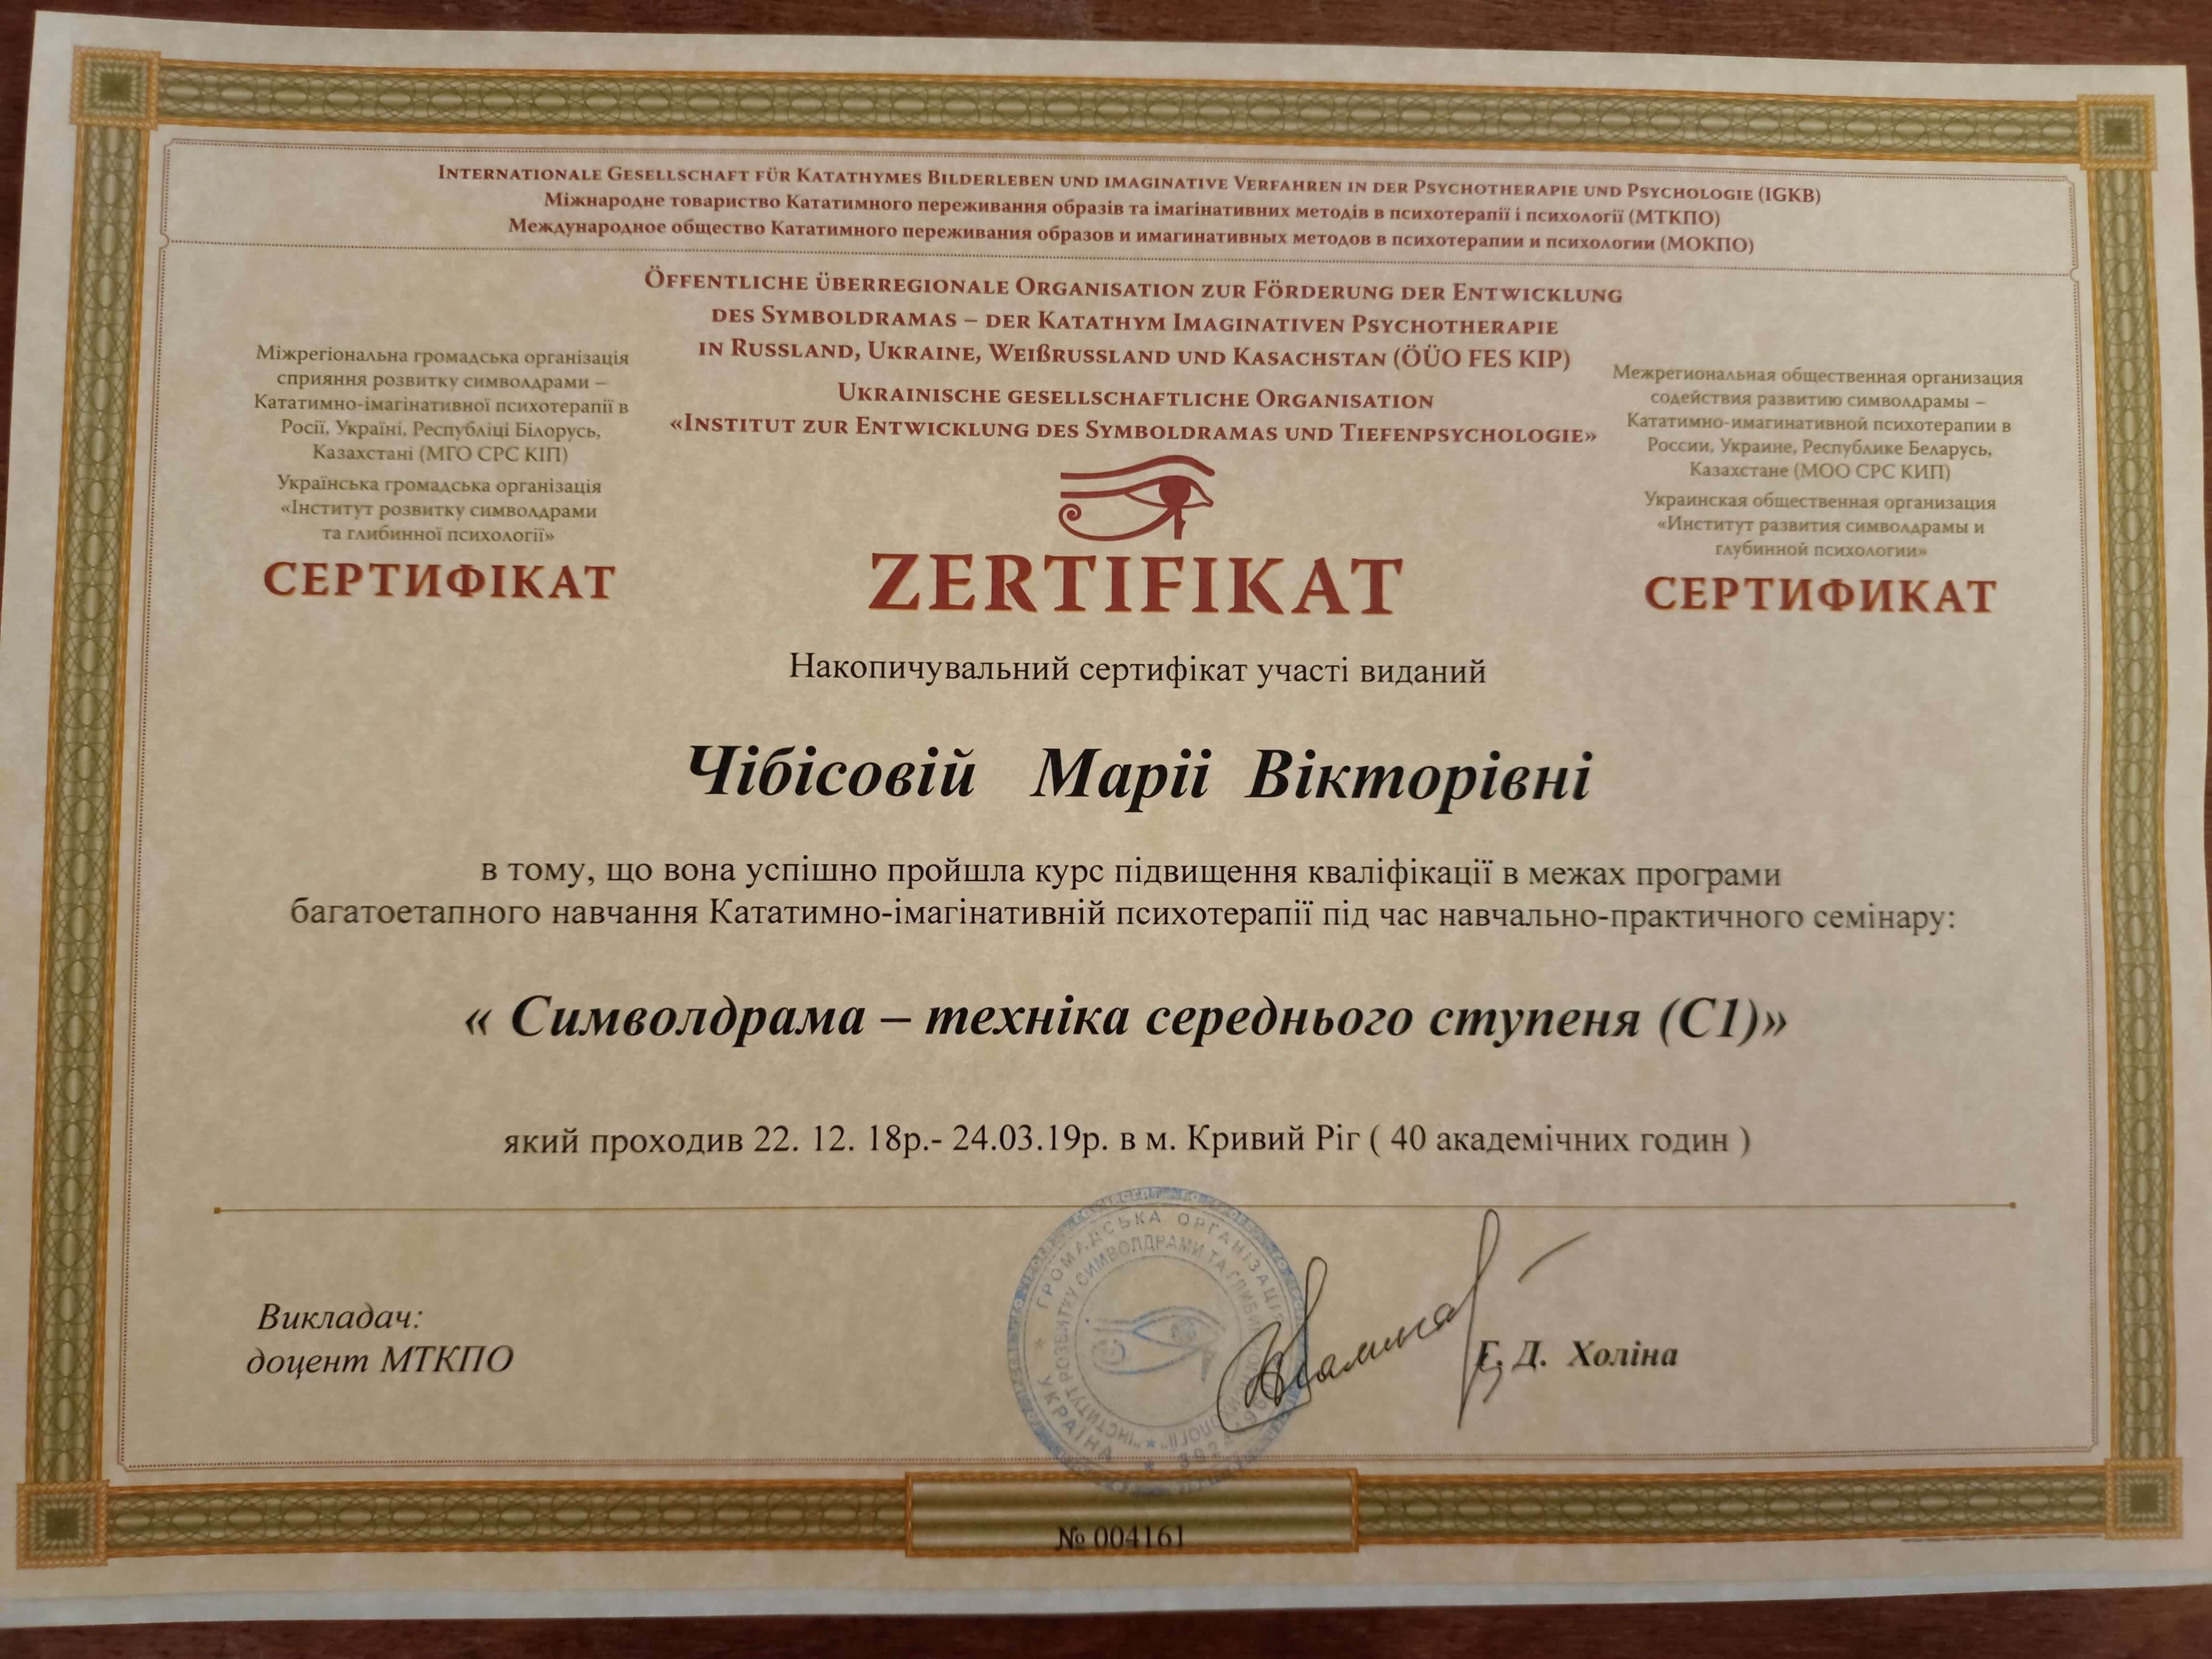 Internationale Gesellschaft für Katathymes Bilderleben und imaginative Verfahren in der Psychotherapie und Psychologie (IGKB)
Міжнародне товариство Кататимного переживання образів та імагінативних методів в психотерапії і психології (МТКПО)
Международное общество Кататимного переживания образов и имагинативных методов в психотерапии и психологии (МОКПО)
Öffentliche überregionale Organisation zur Förderung der Entwicklung
des Symboldramas – der Katathym Imaginativen Psychotherapie
in Russland, Ukraine, Weißrussland und Kasachstan (ÖÜO FES KIP)
Ukrainische gesellschaftliche Organisation
«Institut zur Entwicklung des Symboldramas und Tiefenpsychologie»
Міжрегіональна громадська організація
сприяння розвитку символдрами –
Кататимно-імагінативної психотерапії в
Росії, Україні, Республіці Білорусь,
Казахстані (МГО СРС КІП)
Українська громадська організація
«Інститут розвитку символдрами
та глибинної психології»
СЕРТИФІКАТ
ZERTIFIKAT
Межрегиональная общественная организация
содействия развитию символдрамы –
Кататимно-имагинативной психотерапии в
России, Украине, Республике Беларусь,
Казахстане (МОО СРС КИП)
Украинская общественная организация
«Институт развития символдрамы и
глубинной психологии»
СЕРТИФИКАТ
Накопичувальний сертифікат участі виданий
Чібісовій Маріі Вікторівні
в тому, що вона успішно пройшла курс підвищення кваліфікації в межах програми
багатоетапного навчання Кататимно-імагінативній психотерапії під час навчально-практичного семінару:
« Символдрама – техніка середнього ступеня (С1)»
який проходив 22. 12. 18р.- 24.03.19р. в м. Кривий Ріг ( 40 академічних годин )
Викладач:
доцент МТКПО
Г. Д. Холіна
ГРОМАДСЬКА ОРГАНІЗАЦІЯ
РОЗВИТКУ СИМВОЛДРАМИ ТА
УКРАЇНА
№ 004161